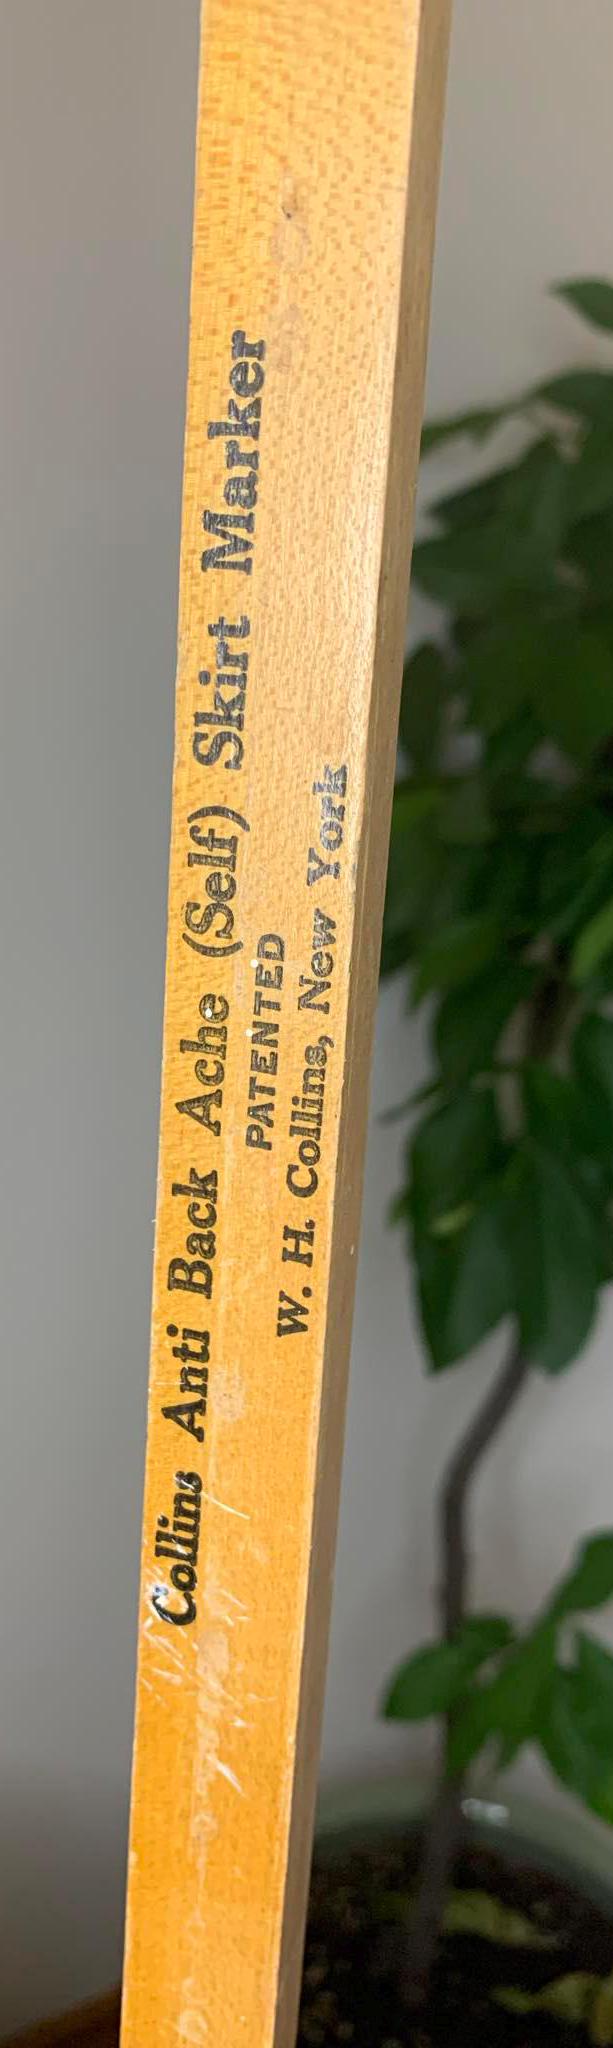 Collins Anti Back Ache (Self) Skirt Marker
PATENTED
W. H. Collins, New York